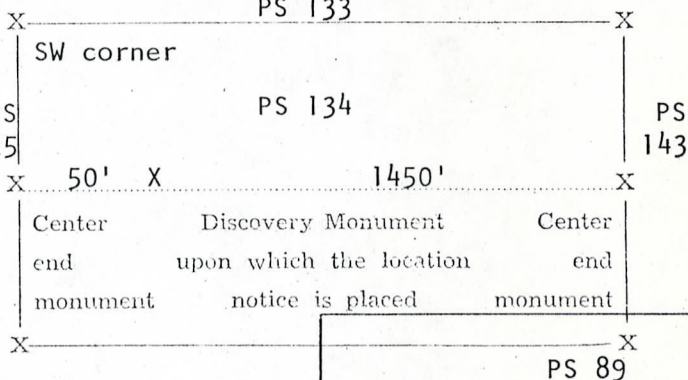 PS 133
X X
SW corner
PS 134
S PS
5 143
X 50' X 1450' X
Center Discovery Monument Center
end upon which the location end
monument notice is placed monument
X X
PS 89